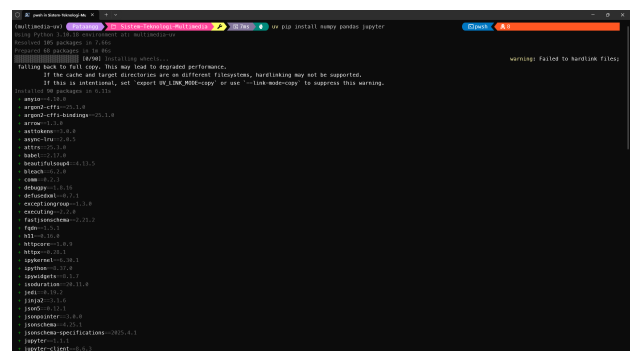 pwsh in Sistem-Teknologi-Mu
(multimedia-uv) Sistem-Teknologi-Multimedia 7ms uv pip install numpy pandas jupyter pwsh
Using Python 3.10.18 environment at: multimedia-uv
Resolved 105 packages in 7.66s
Prepared 68 packages in 1m 06s
[0/90] Installing wheels... warning: Failed to hardlink files;
falling back to full copy. This may lead to degraded performance.
If the cache and target directories are on different filesystems, hardlinking may not be supported.
If this is intentional, set `export UV_LINK_MODE=copy` or use `--link-mode=copy` to suppress this warning.
Installed 90 packages in 6.11s
+ anyio==4.10.0
+ argon2-cffi==25.1.0
+ argon2-cffi-bindings==25.1.0
+ arrow==1.3.0
+ asttokens==3.0.0
+ async-lru==2.0.5
+ attrs==25.3.0
+ babel==2.17.0
+ beautifulsoup4==4.13.5
+ bleach==6.2.0
+ comm==0.2.3
+ debugpy==1.8.16
+ defusedxml==0.7.1
+ exceptiongroup==1.3.0
+ executing==2.2.0
+ fastjsonschema==2.21.2
+ fqdn==1.5.1
+ h11==0.16.0
+ httpcore==1.0.9
+ httpx==0.28.1
+ ipykernel==6.30.1
+ ipython==8.37.0
+ ipywidgets==8.1.7
+ isoduration==20.11.0
+ jedi==0.19.2
+ jinja2==3.1.6
+ json5==0.12.1
+ jsonpointer==3.0.0
+ jsonschema==4.25.1
+ jsonschema-specifications==2025.4.1
+ jupyter==1.1.1
+ jupyter-client==8.6.3